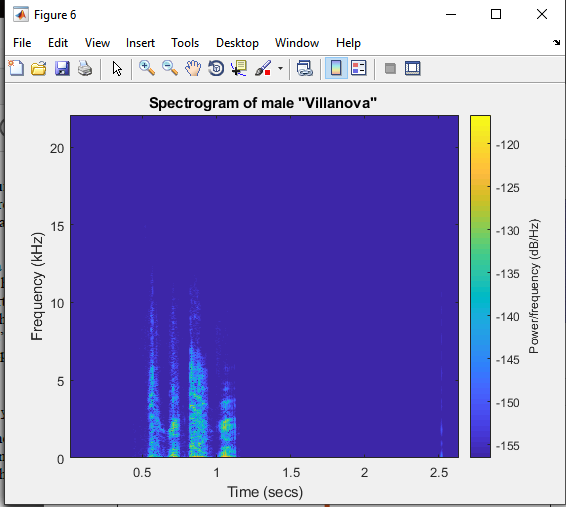 Figure 6
File Edit View Insert Tools Desktop Window Help
Spectrogram of male "Villanova"
20
15
10
5
0
Frequency (kHz)
0.5 1 1.5 2 2.5
Time (secs)
-120
-125
-130
-135
-140
-145
-150
-155
Power/frequency (dB/Hz)